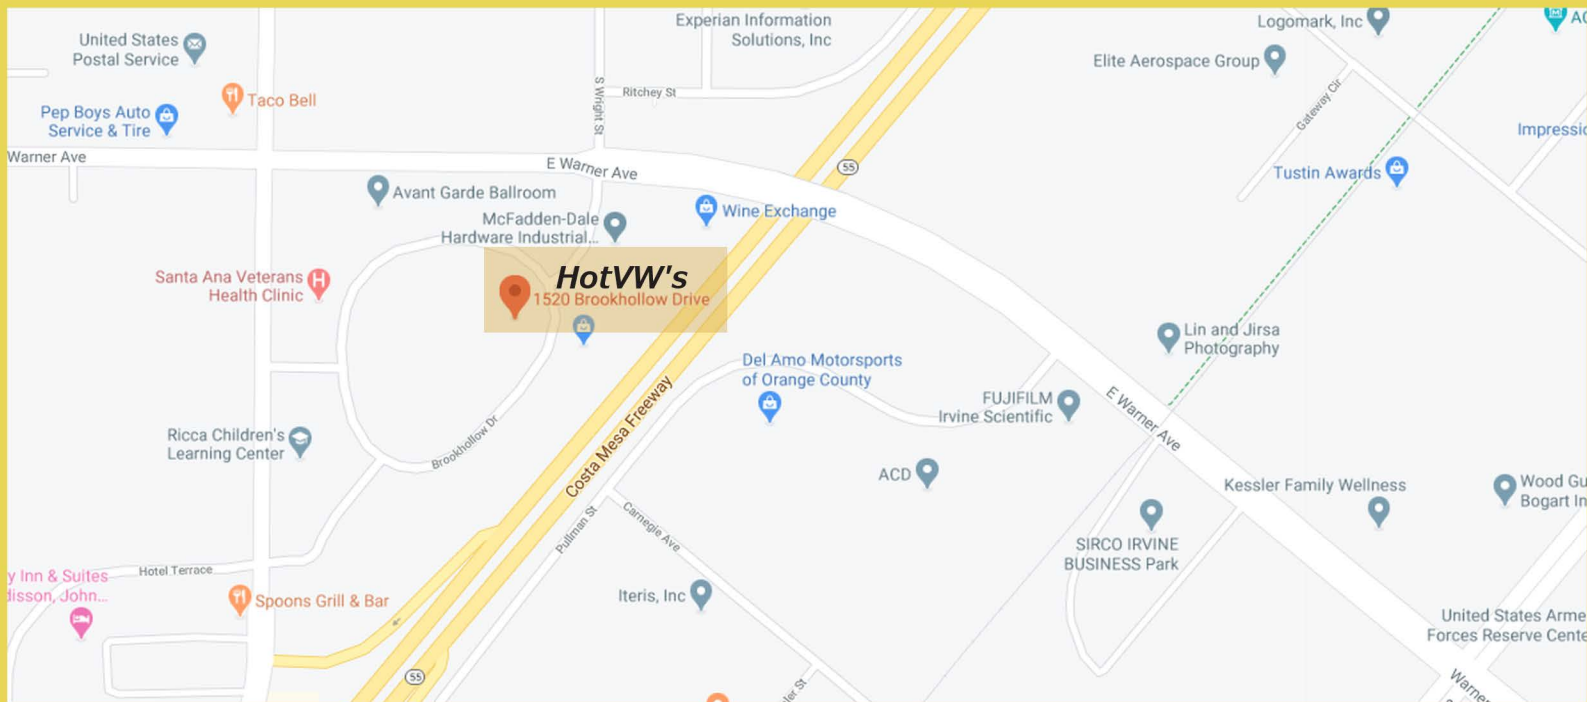 Experian Information
Solutions, Inc
Logomark, Inc
United States
Postal Service
Elite Aerospace Group
Taco Bell
Ritchey St
S Wright St
Gateway Cir
Pep Boys Auto
Service & Tire
Impressio
Warner Ave
E Warner Ave
55
Tustin Awards
Avant Garde Ballroom
McFadden-Dale
Hardware Industrial...
Wine Exchange
Santa Ana Veterans
Health Clinic
H
HotVW's
1520 Brookhollow Drive
Lin and Jirsa
Photography
Del Amo Motorsports
of Orange County
FUJIFILM
Irvine Scientific
E Warner Ave
Costa Mesa Freeway
Ricca Children's
Learning Center
Brookhollow Dr
ACD
Kessler Family Wellness
Wood Gu
Bogart In
Pullman St
Carnegie Ave
SIRCO IRVINE
BUSINESS Park
Hotel Terrace
y Inn & Suites
disson, John...
Spoons Grill & Bar
Iteris, Inc
United States Arme
Forces Reserve Cente
55
ler St
Warne